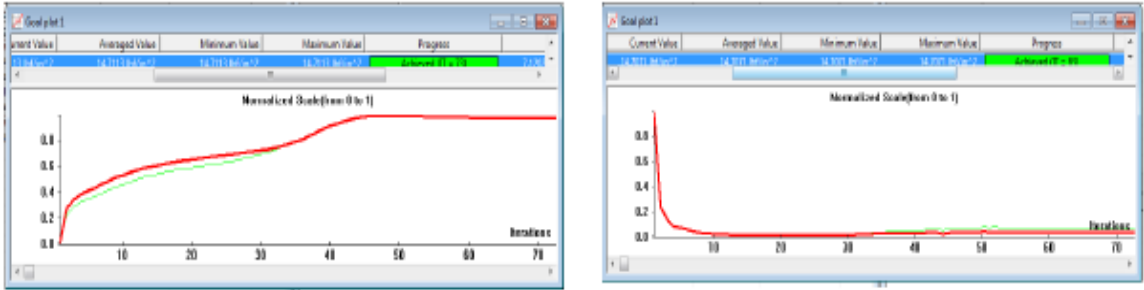 Goal plot 1
Current Value Averaged Value Minimum Value Maximum Value Progress
Normalized Scale(from 0 to 1)
0.8
0.6
0.4
0.2
0.0
Iterations
10 20 30 40 50 60 70
Goal plot 1
Current Value Averaged Value Minimum Value Maximum Value Progress
Normalized Scale(from 0 to 1)
0.8
0.6
0.4
0.2
0.0
Iterations
10 20 30 40 50 60 70